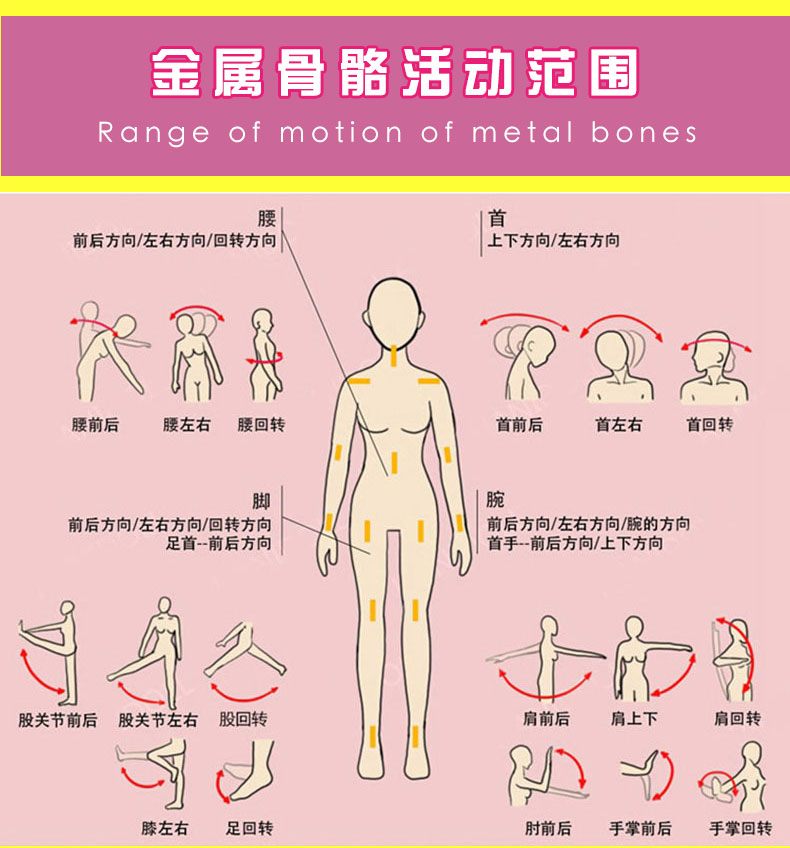 金属骨骼活动范围
Range of motion of metal bones
腰
前后方向/左右方向/回转方向
首
上下方向/左右方向
腰前后
腰左右
腰回转
首前后
首左右
首回转
脚
前后方向/左右方向/回转方向
足首--前后方向
腕
前后方向/左右方向/腕的方向
首手--前后方向/上下方向
股关节前后
股关节左右
股回转
肩前后
肩上下
肩回转
膝左右
足回转
肘前后
手掌前后
手掌回转